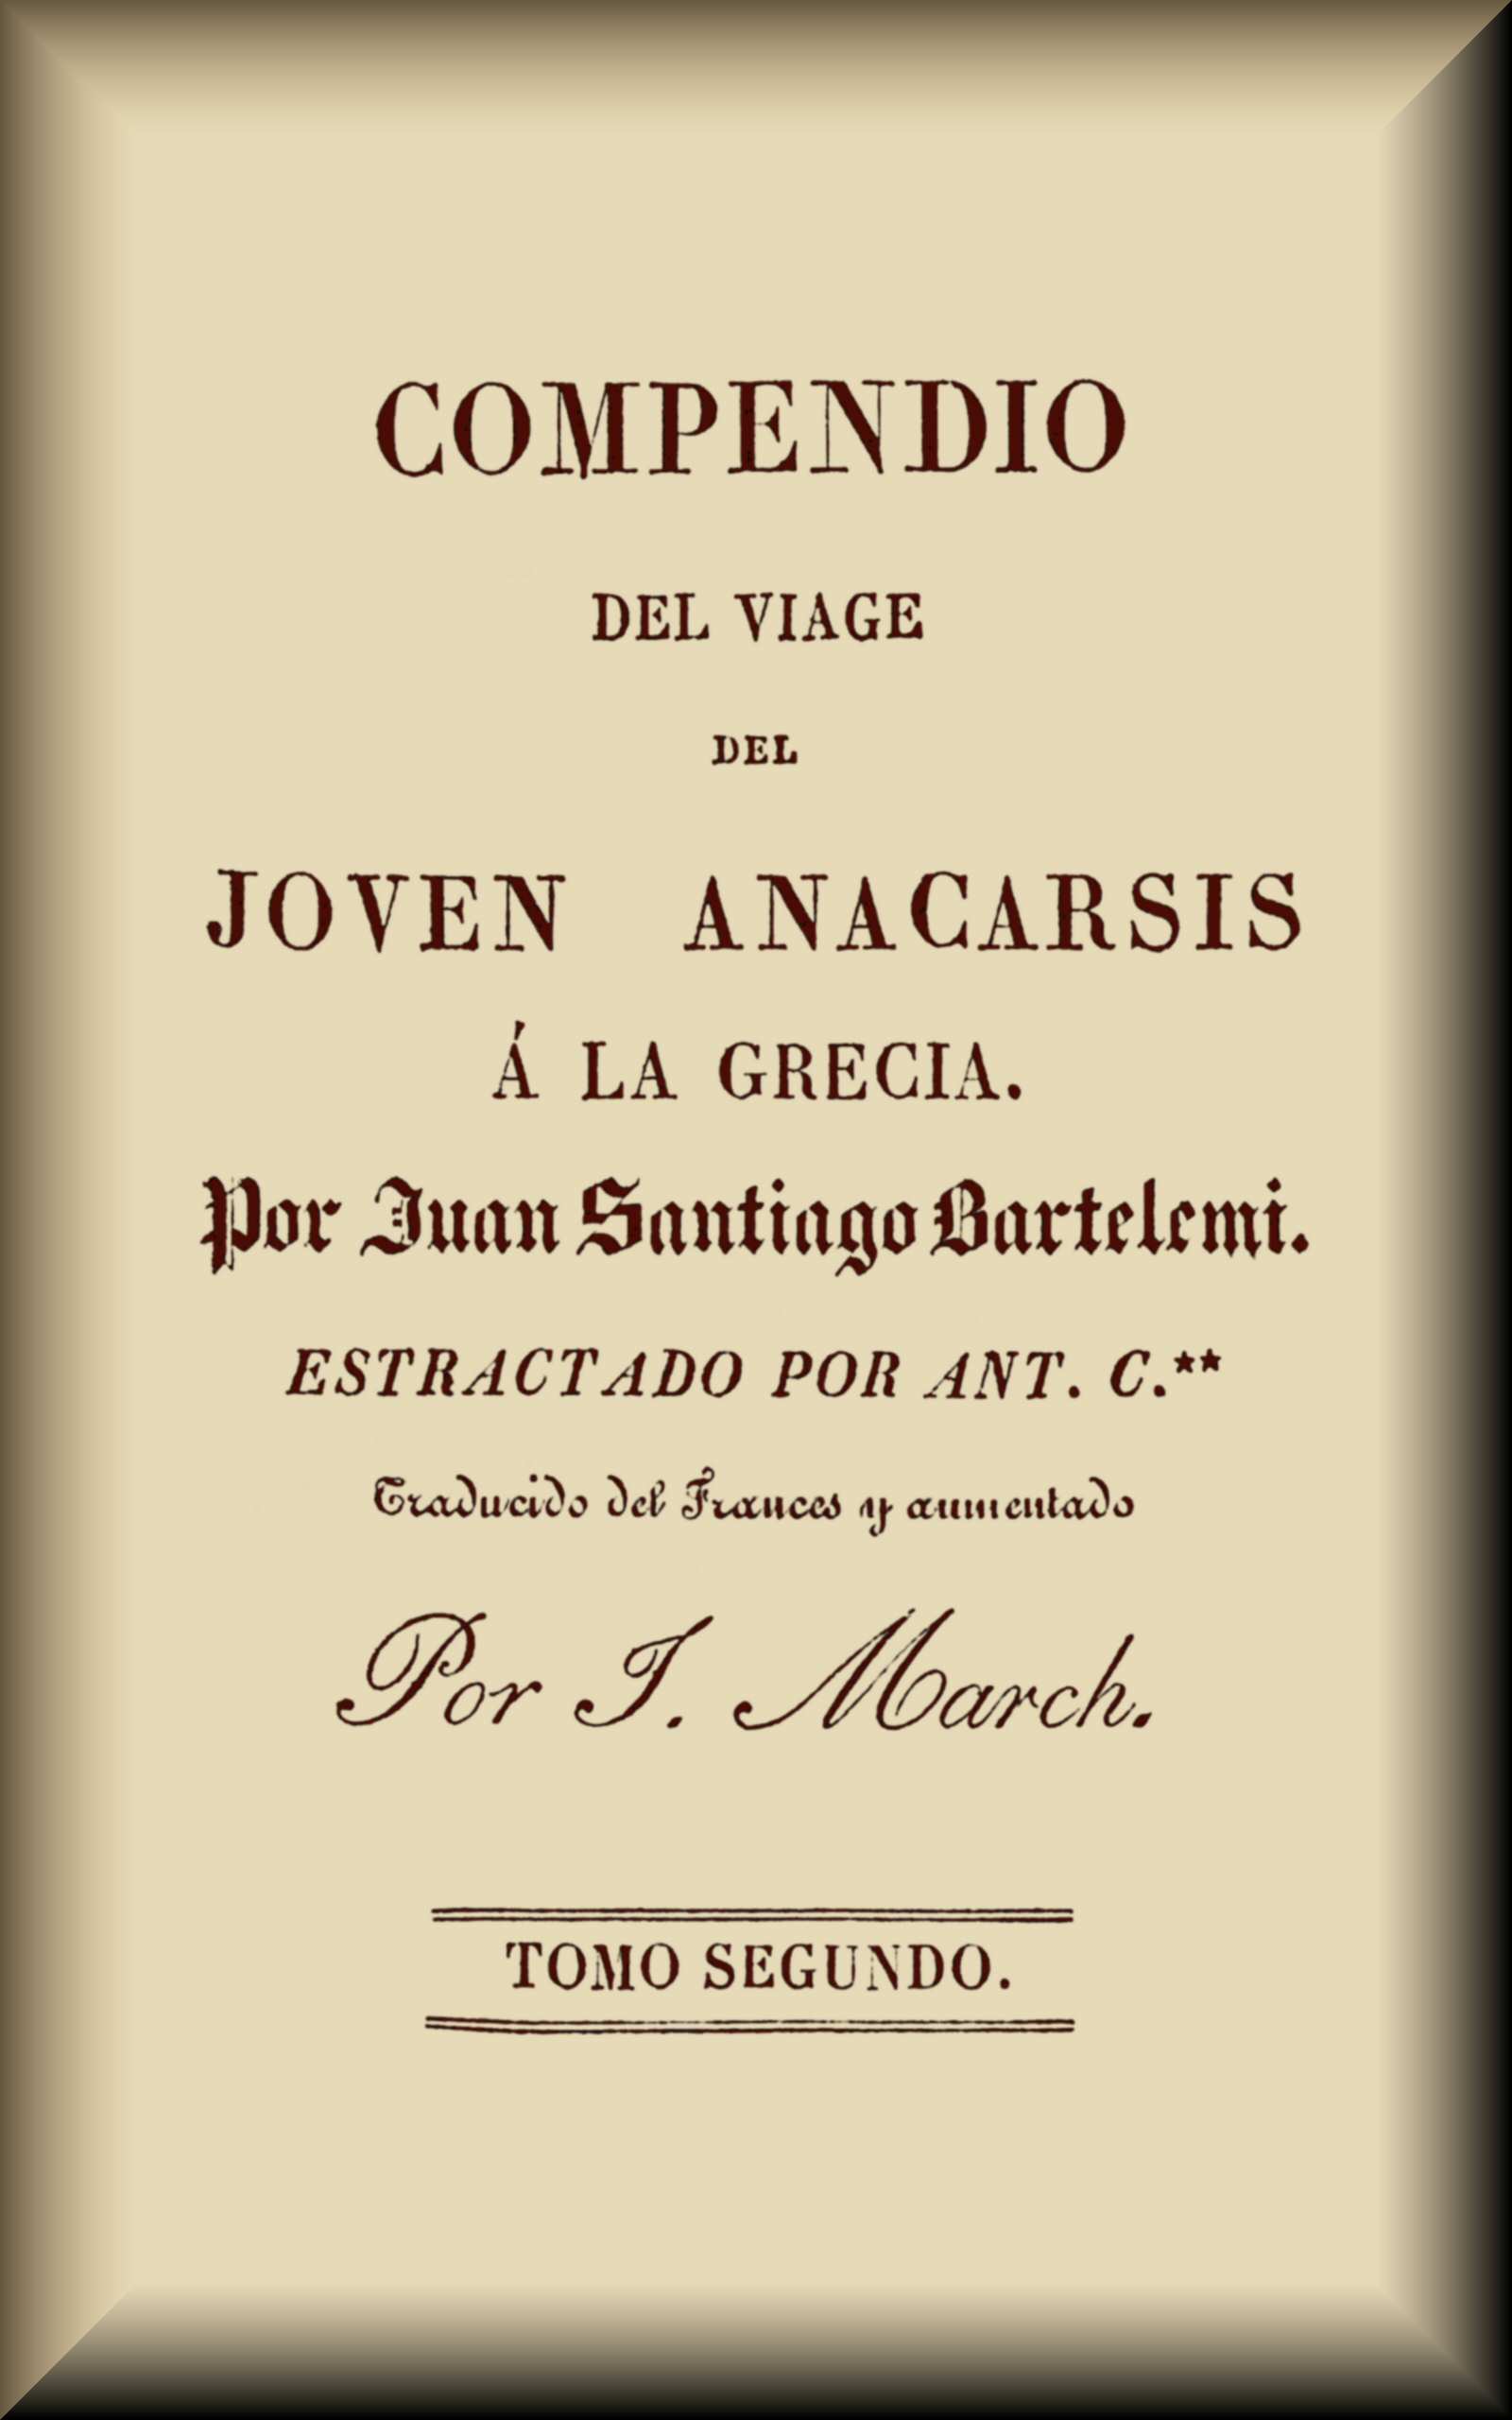 COMPENDIO
DEL VIAGE
DEL
JOVEN ANACARSIS
Á LA GRECIA.
Por Juan Santiago Bartelemi.
ESTRACTADO POR ANT. C.**
Traducido del Frances y aumentado
Por J. March.
TOMO SEGUNDO.